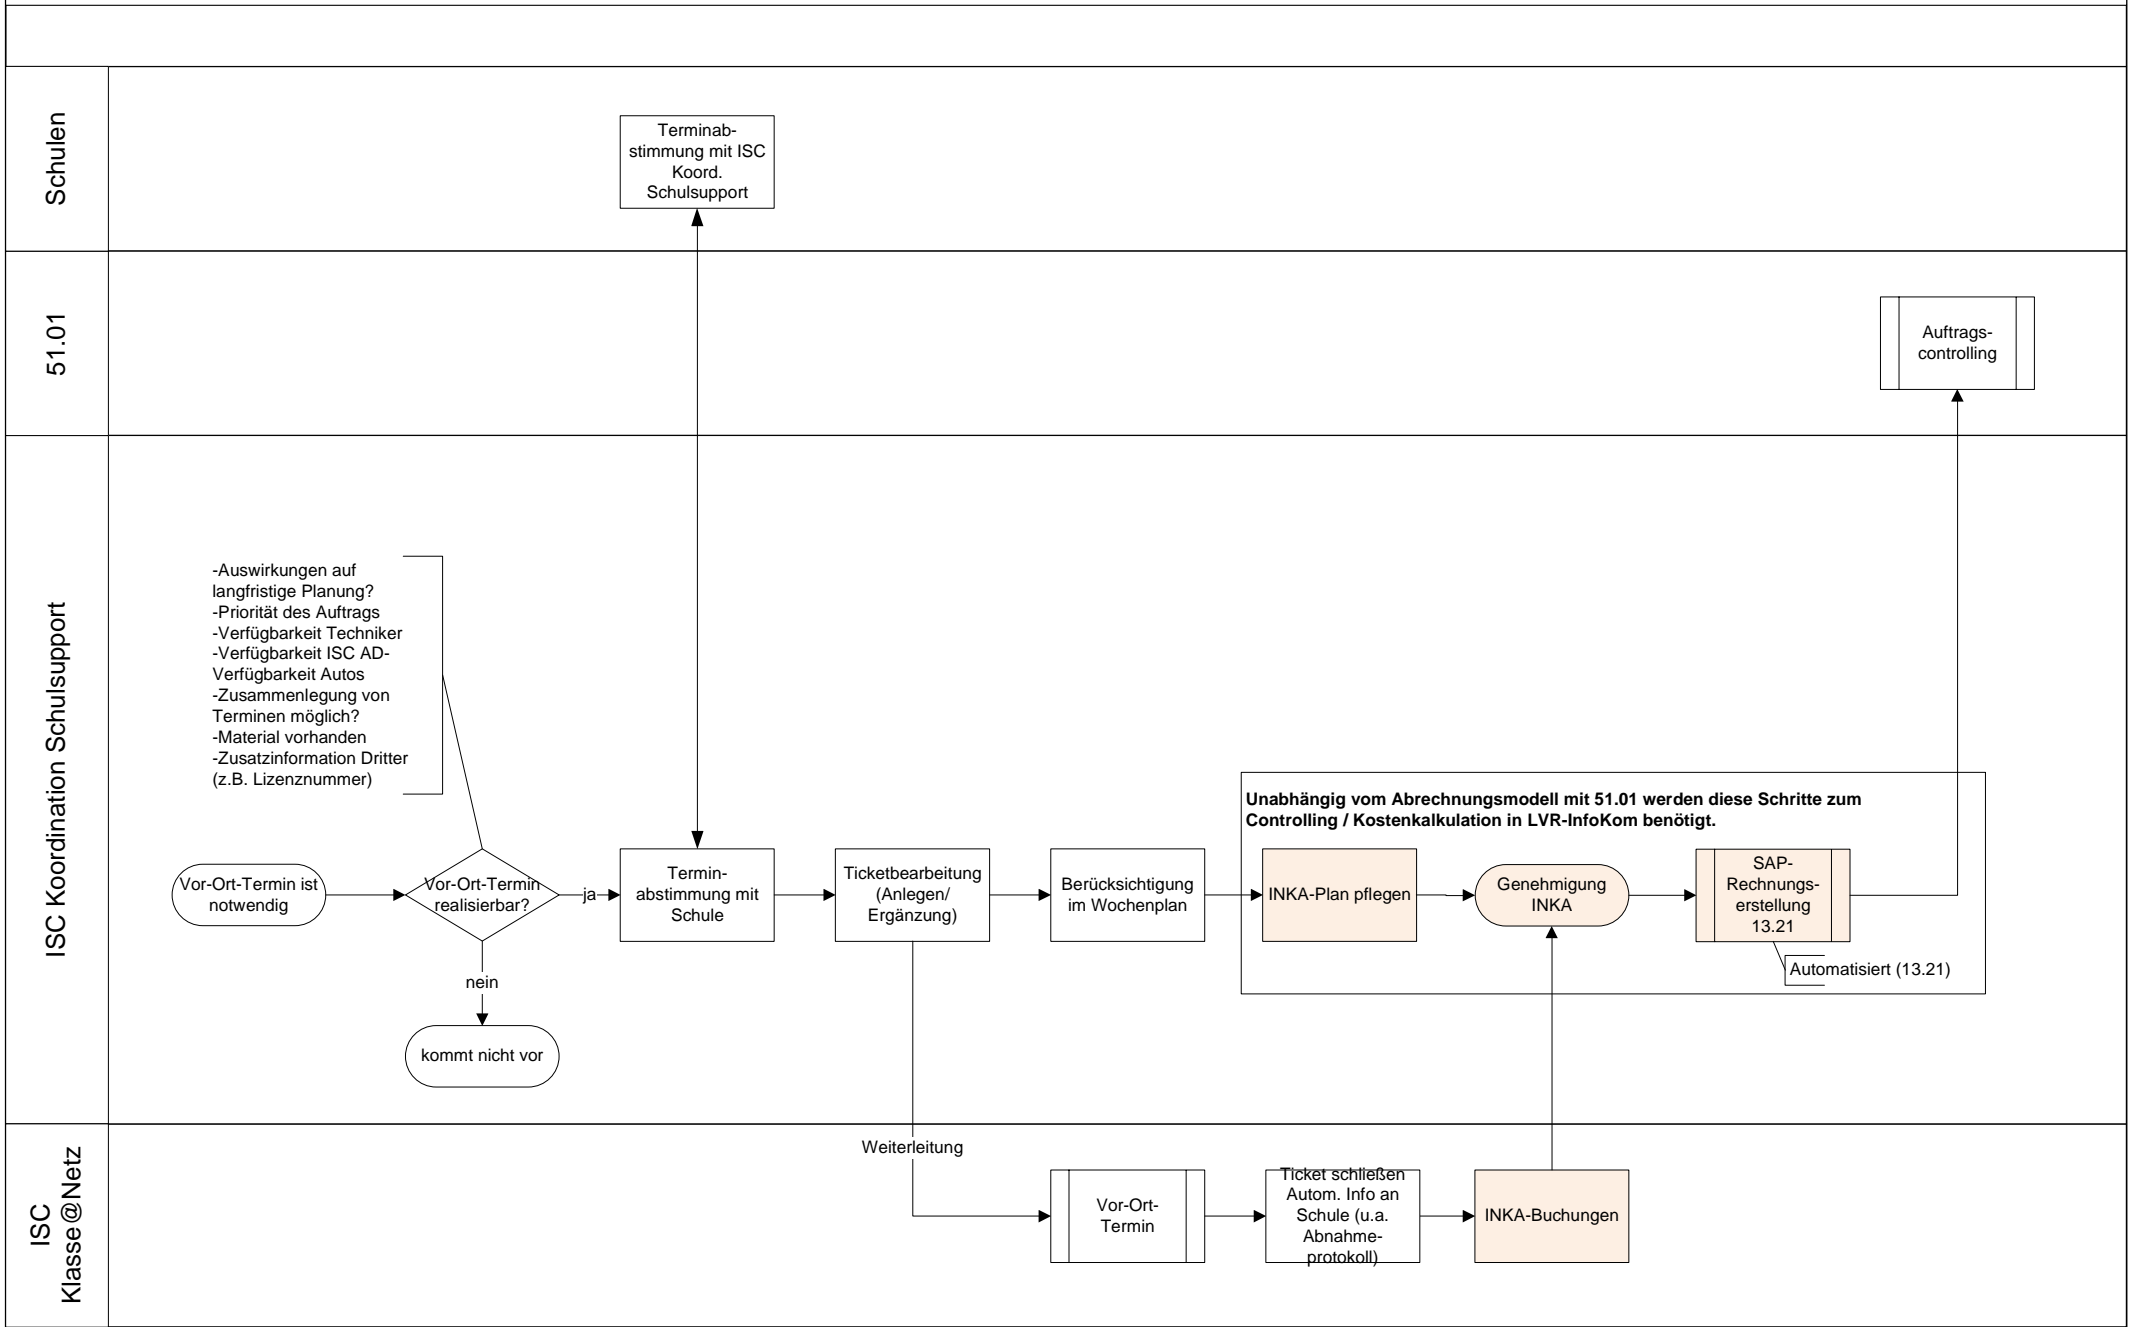 Schulen
Terminab-
stimmung mit ISC
Koord.
Schulsupport
51.01
Auftrags-
controlling
ISC Koordination Schulsupport
-Auswirkungen auf
langfristige Planung?
-Priorität des Auftrags
-Verfügbarkeit Techniker
-Verfügbarkeit ISC AD-
Verfügbarkeit Autos
-Zusammenlegung von
Terminen möglich?
-Material vorhanden
-Zusatzinformation Dritter
(z.B. Lizenznummer)
Unabhängig vom Abrechnungsmodell mit 51.01 werden diese Schritte zum
Controlling / Kostenkalkulation in LVR-InfoKom benötigt.
Vor-Ort-Termin ist
notwendig
Vor-Ort-Termin
realisierbar?
ja
Termin-
abstimmung mit
Schule
Ticketbearbeitung
(Anlegen/
Ergänzung)
Berücksichtigung
im Wochenplan
INKA-Plan pflegen
Genehmigung
INKA
SAP-
Rechnungs-
erstellung
13.21
Automatisiert (13.21)
nein
kommt nicht vor
ISC
Klasse@Netz
Weiterleitung
Vor-Ort-
Termin
Ticket schließen
Autom. Info an
Schule (u.a.
Abnahme-
protokoll)
INKA-Buchungen